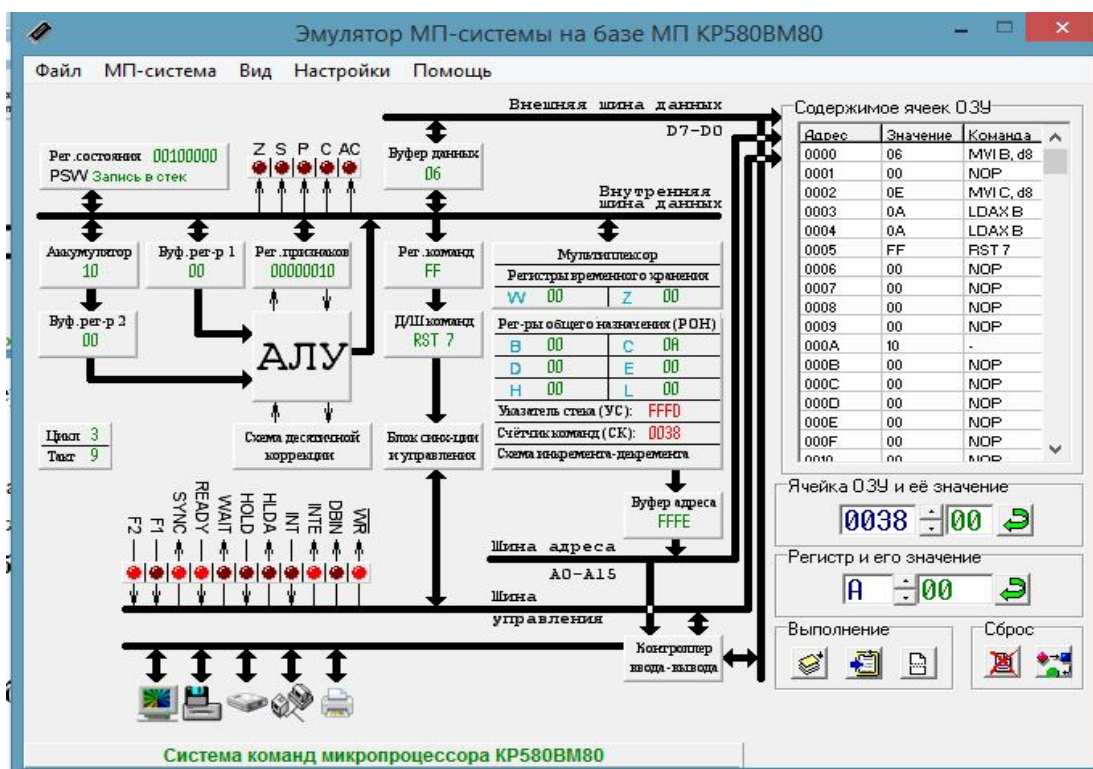 Эмулятор МП-системы на базе МП КР580ВМ80
Файл МП-система Вид Настройки Помощь
Внешняя шина данных
D7-D0
Рег.состояния 00100000
PSW Запись в стек
Z S P C AC
Буфер данных
06
Внутренняя
шина данных
Аккумулятор
10
Буф.рег-р 1
00
Рег.признаков
00000010
Рег.команд
FF
Мультиплексор
Регистры временного хранения
W 00 Z 00
Буф.рег-р 2
00
АЛУ
Д/Ш команд
RST 7
Рег-ры общего назначения (РОН)
B 00 C 0A
D 00 E 00
H 00 L 00
Указатель стека (УС): FFFD
Счётчик команд (СК): 0038
Схема инкремента-декремента
Цикл 3
Такт 9
Схема десятичной
коррекции
Блок синх-ции
и управления
Буфер адреса
FFFE
F2 F1 SYNC READY WAIT HOLD HLDA INT INTE DBIN WR
Шина адреса
A0-A15
Шина
управления
Контроллер
ввода-вывода
Содержимое ячеек ОЗУ
Адрес Значение Команда
0000 06 MVI B, d8
0001 00 NOP
0002 0E MVI C, d8
0003 0A LDAX B
0004 0A LDAX B
0005 FF RST 7
0006 00 NOP
0007 00 NOP
0008 00 NOP
0009 00 NOP
000A 10 -
000B 00 NOP
000C 00 NOP
000D 00 NOP
000E 00 NOP
000F 00 NOP
0010 00 NOP
Ячейка ОЗУ и её значение
0038 00
Регистр и его значение
A 00
Выполнение
Сброс
Система команд микропроцессора КР580ВМ80